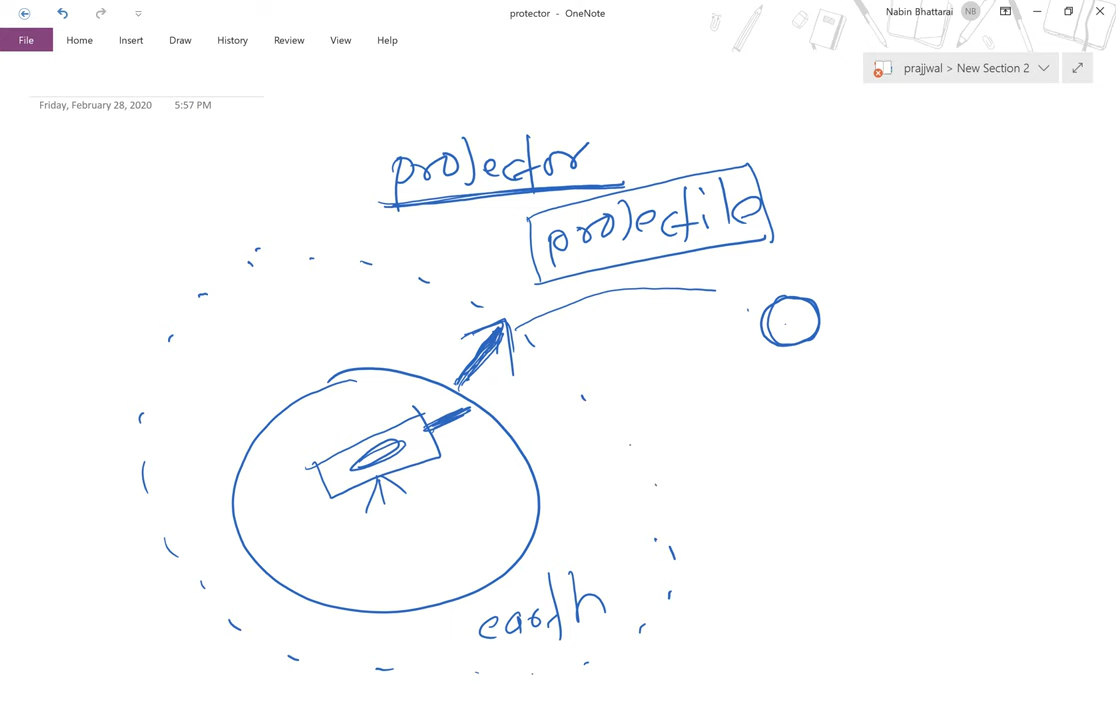 protector - OneNote
Nabin Bhattarai NB
File Home Insert Draw History Review View Help
prajjwal > New Section 2
Friday, February 28, 2020 5:57 PM
projector
projectile
earth